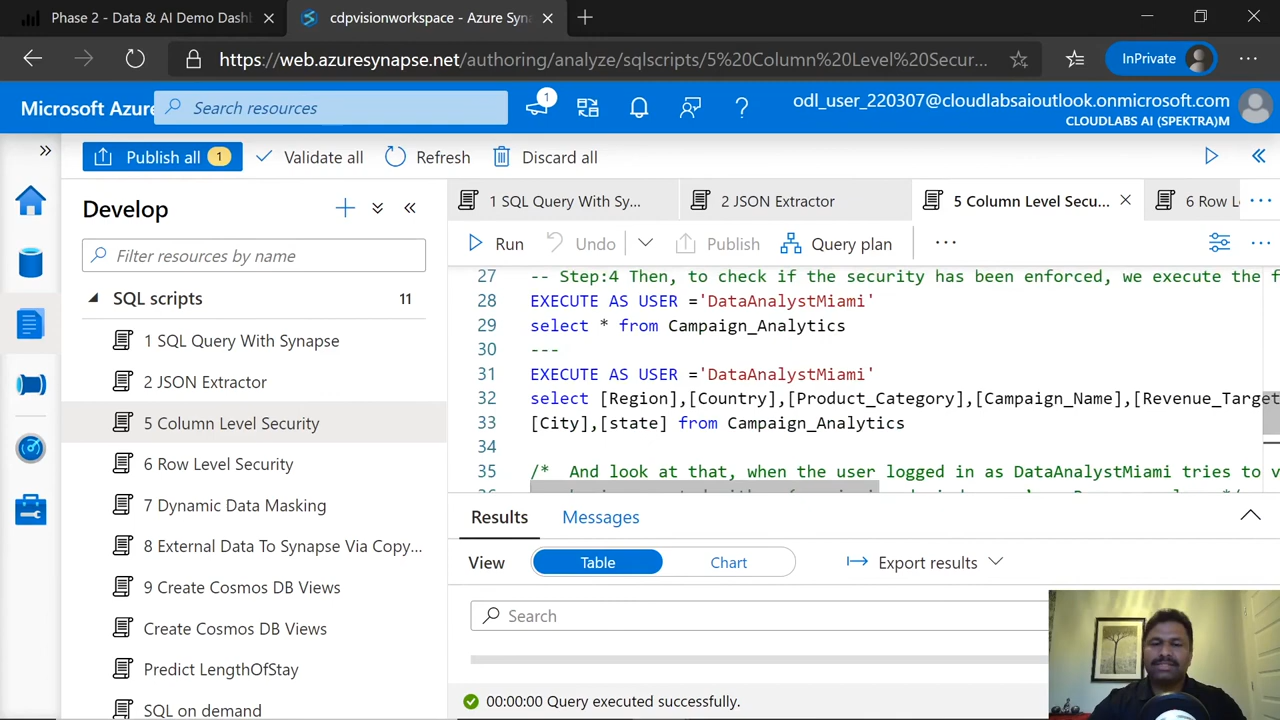 Phase 2 - Data & AI Demo Dasht
cdpvisionworkspace - Azure Syn
https://web.azuresynapse.net/authoring/analyze/sqlscripts/5%20Column%20Level%20Secur...
InPrivate
Microsoft Azure
Search resources
1
odl_user_220307@cloudlabsaioutlook.onmicrosoft.com
CLOUDLABS AI (SPEKTRA)M
Publish all 1
Validate all
Refresh
Discard all
Develop
Filter resources by name
SQL scripts 11
1 SQL Query With Synapse
2 JSON Extractor
5 Column Level Security
6 Row Level Security
7 Dynamic Data Masking
8 External Data To Synapse Via Copy...
9 Create Cosmos DB Views
Create Cosmos DB Views
Predict LengthOfStay
SQL on demand
1 SQL Query With Sy...
2 JSON Extractor
5 Column Level Secu...
6 Row L
Run
Undo
Publish
Query plan
27 -- Step:4 Then, to check if the security has been enforced, we execute the f
28 EXECUTE AS USER ='DataAnalystMiami'
29 select * from Campaign_Analytics
30 ---
31 EXECUTE AS USER ='DataAnalystMiami'
32 select [Region],[Country],[Product_Category],[Campaign_Name],[Revenue_Target
33 [City],[state] from Campaign_Analytics
34
35 /* And look at that, when the user logged in as DataAnalystMiami tries to v
Results
Messages
View
Table
Chart
Export results
Search
00:00:00 Query executed successfully.